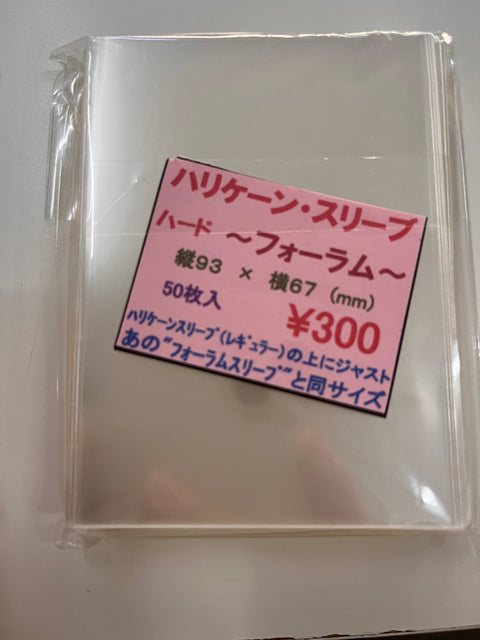 ハリケーン・スリーブ
ハード ～フォーラム～
縦93 × 横67 (mm)
50枚入 ¥300
ハリケーンスリーブ(レギュラー)の上にジャスト
あの"フォーラムスリーブ"と同サイズ